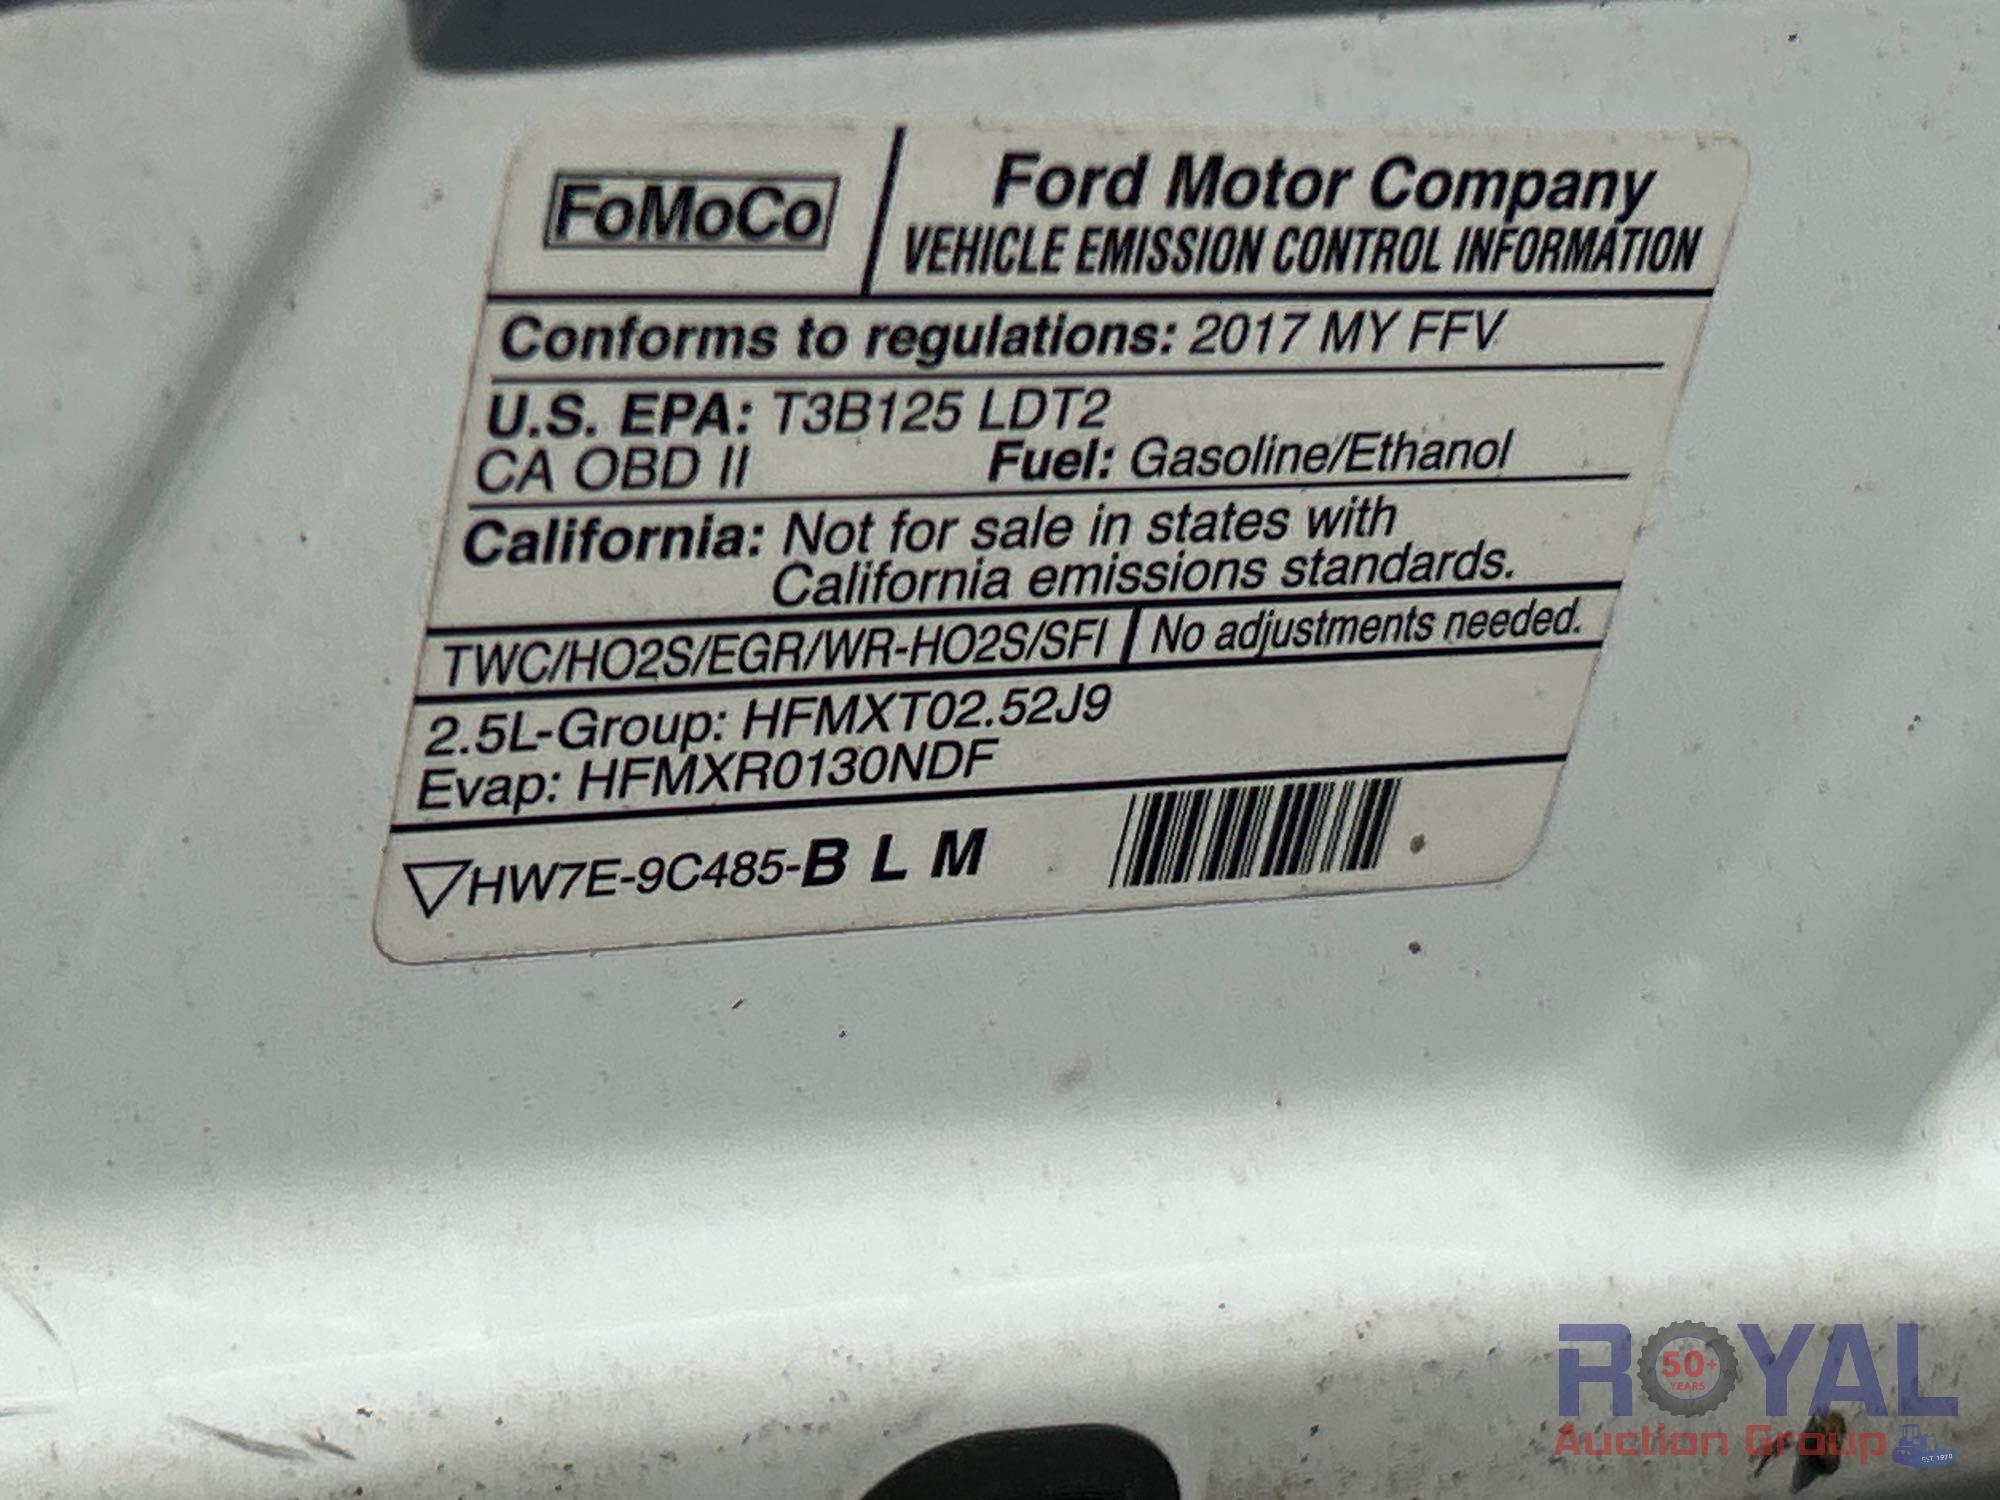 FoMoCo
Ford Motor Company
VEHICLE EMISSION CONTROL INFORMATION
Conforms to regulations: 2017 MY FFV
U.S. EPA: T3B125 LDT2
CA OBD II Fuel: Gasoline/Ethanol
California: Not for sale in states with
California emissions standards.
TWC/HO2S/EGR/WR-HO2S/SFI No adjustments needed.
2.5L-Group: HFMXT02.52J9
Evap: HFMXR0130NDF
HW7E-9C485-B L M
ROYAL
50+
YEARS
Auction Group
EST. 1970